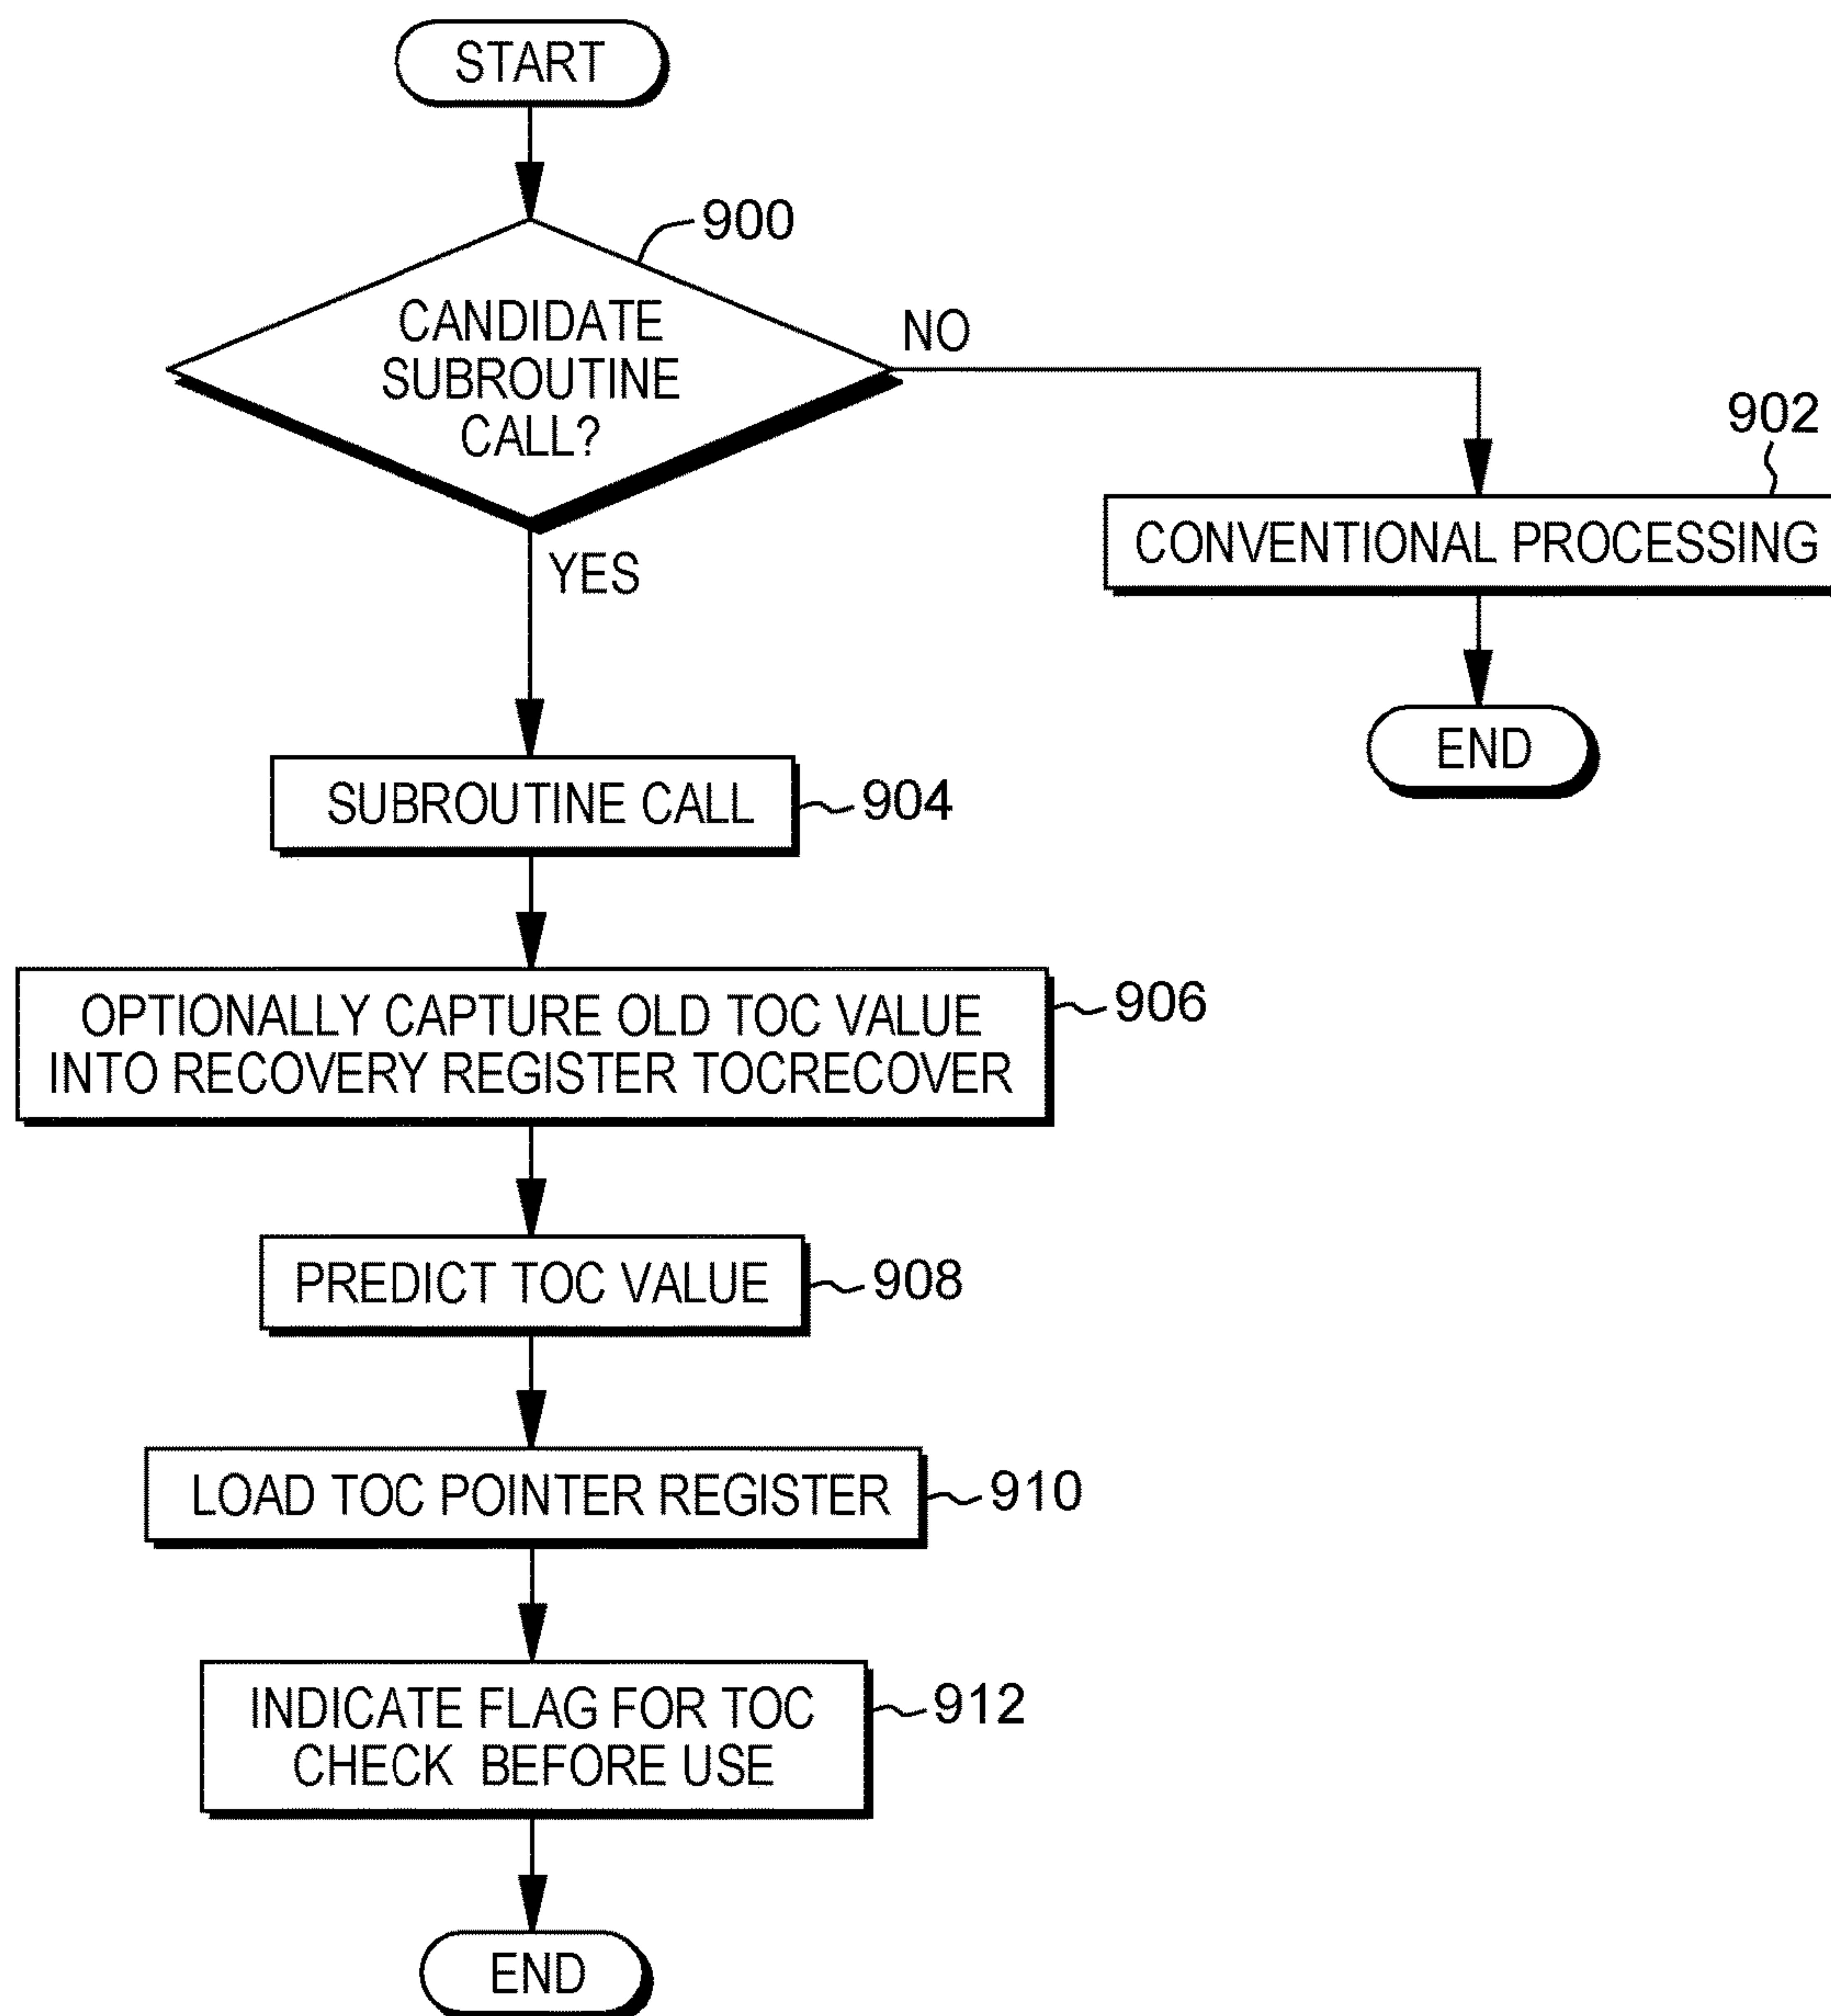 START
900
CANDIDATE
SUBROUTINE
CALL?
NO
YES
902
CONVENTIONAL PROCESSING
END
SUBROUTINE CALL
904
OPTIONALLY CAPTURE OLD TOC VALUE
INTO RECOVERY REGISTER TOCRECOVER
906
PREDICT TOC VALUE
908
LOAD TOC POINTER REGISTER
910
INDICATE FLAG FOR TOC
CHECK BEFORE USE
912
END